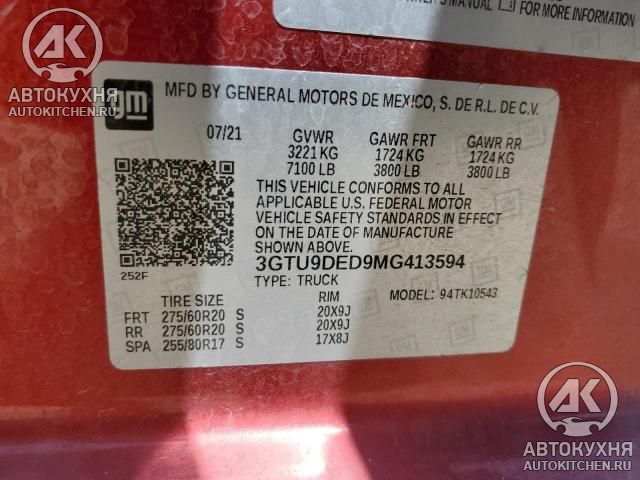 'S MANUAL
FOR MORE INFORMATION
АК
АВТОКУХНЯ
AUTOKITCHEN.RU
gm
MFD BY GENERAL MOTORS DE MEXICO, S. DE R.L. DE C.V.
07/21 GVWR GAWR FRT GAWR RR
3221 KG 1724 KG 1724 KG
7100 LB 3800 LB 3800 LB
THIS VEHICLE CONFORMS TO ALL
APPLICABLE U.S. FEDERAL MOTOR
VEHICLE SAFETY STANDARDS IN EFFECT
ON THE DATE OF MANUFACTURE
SHOWN ABOVE.
252F
3GTU9DED9MG413594
TYPE: TRUCK MODEL: 94TK10543
TIRE SIZE RIM
FRT 275/60R20 S 20X9J
RR 275/60R20 S 20X9J
SPA 255/80R17 S 17X8J
АК
АВТОКУХНЯ
AUTOKITCHEN.RU